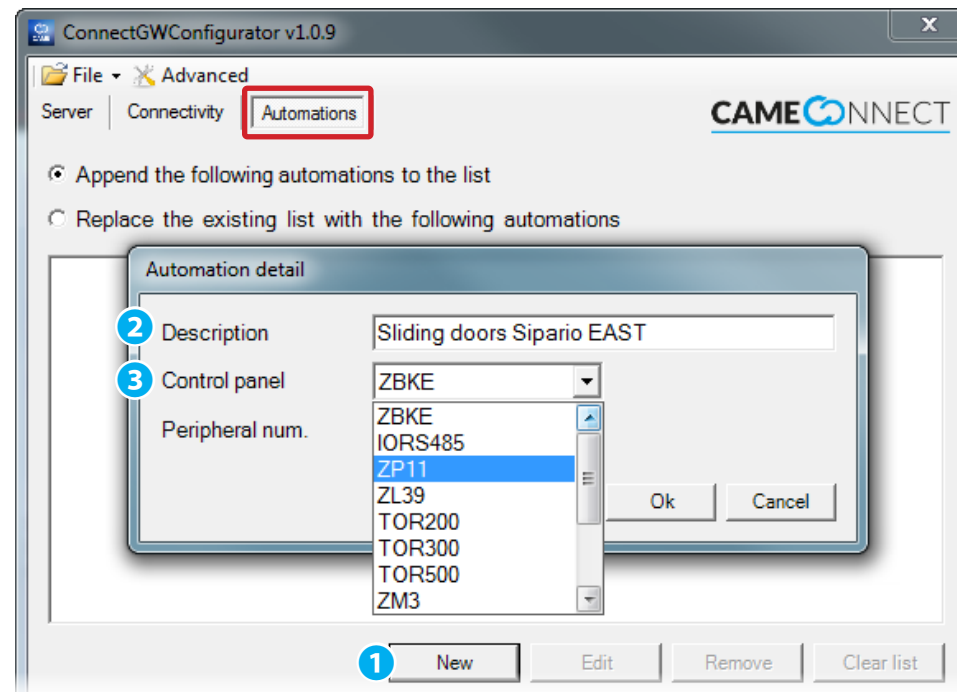 ConnectGWConfigurator v1.0.9
x
File Advanced
Server Connectivity Automations
CAME CONNECT
Append the following automations to the list
Replace the existing list with the following automations
Automation detail
2 Description Sliding doors Sipario EAST
3 Control panel ZBKE
Peripheral num.
ZBKE
IORS485
ZP11
ZL39
TOR200
TOR300
TOR500
ZM3
Ok Cancel
1 New Edit Remove Clear list